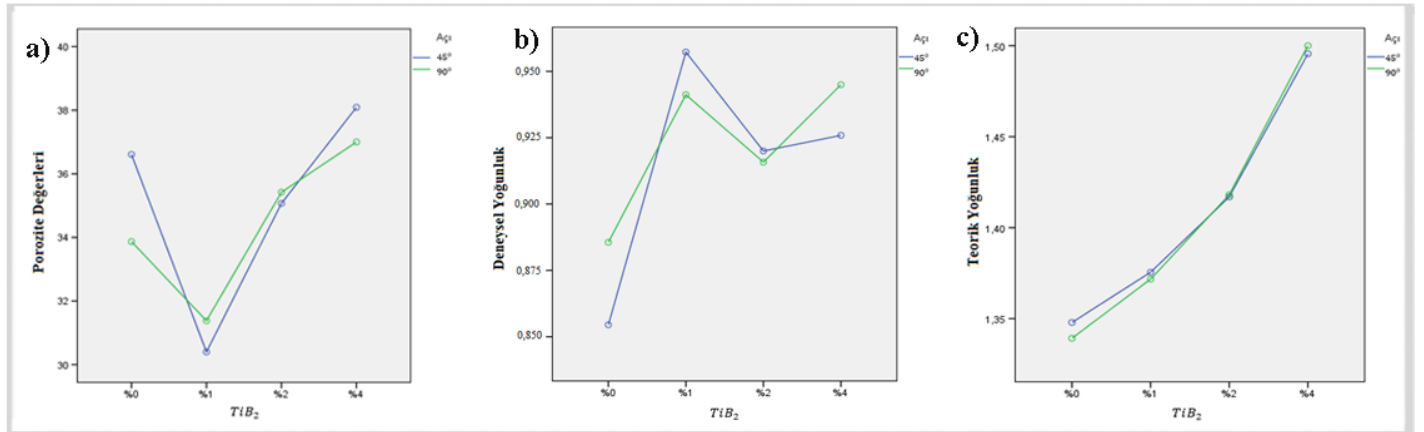 a)
Açı
45°
90°
40
38
36
34
32
30
Porozite Değerleri
%0 %1 %2 %4
TiB₂
b)
Açı
45°
90°
0,950
0,925
0,900
0,875
0,850
Deneysel Yoğunluk
%0 %1 %2 %4
TiB₂
c)
Açı
45°
90°
1,50
1,45
1,40
1,35
Teorik Yoğunluk
%0 %1 %2 %4
TiB₂